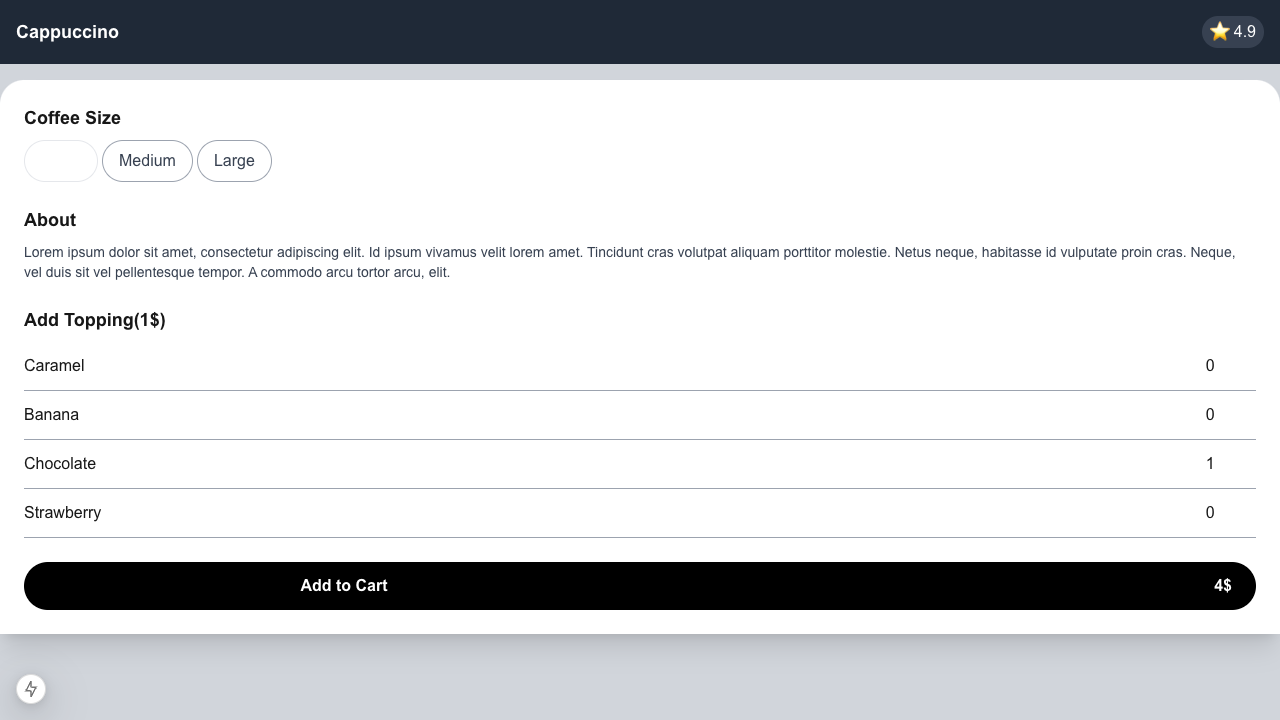 Cappuccino
⭐ 4.9
Coffee Size
Medium
Large
About
Lorem ipsum dolor sit amet, consectetur adipiscing elit. Id ipsum vivamus velit lorem amet. Tincidunt cras volutpat aliquam porttitor molestie. Netus neque, habitasse id vulputate proin cras. Neque,
vel duis sit vel pellentesque tempor. A commodo arcu tortor arcu, elit.
Add Topping(1$)
Caramel 0
Banana 0
Chocolate 1
Strawberry 0
Add to Cart 4$